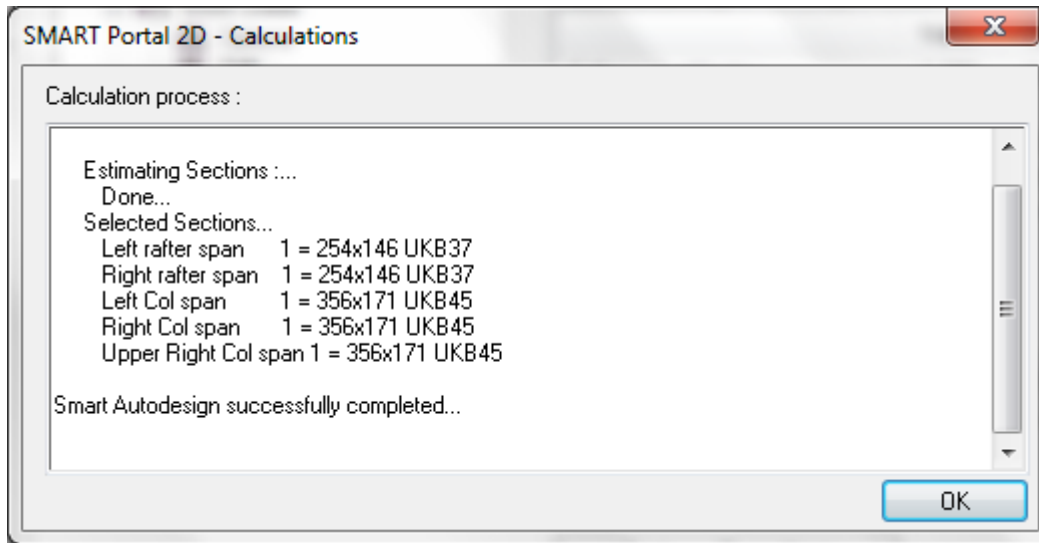 SMART Portal 2D - Calculations
Calculation process :
Estimating Sections :...
Done...
Selected Sections...
Left rafter span 1 = 254x146 UKB37
Right rafter span 1 = 254x146 UKB37
Left Col span 1 = 356x171 UKB45
Right Col span 1 = 356x171 UKB45
Upper Right Col span 1 = 356x171 UKB45
Smart Autodesign successfully completed...
OK